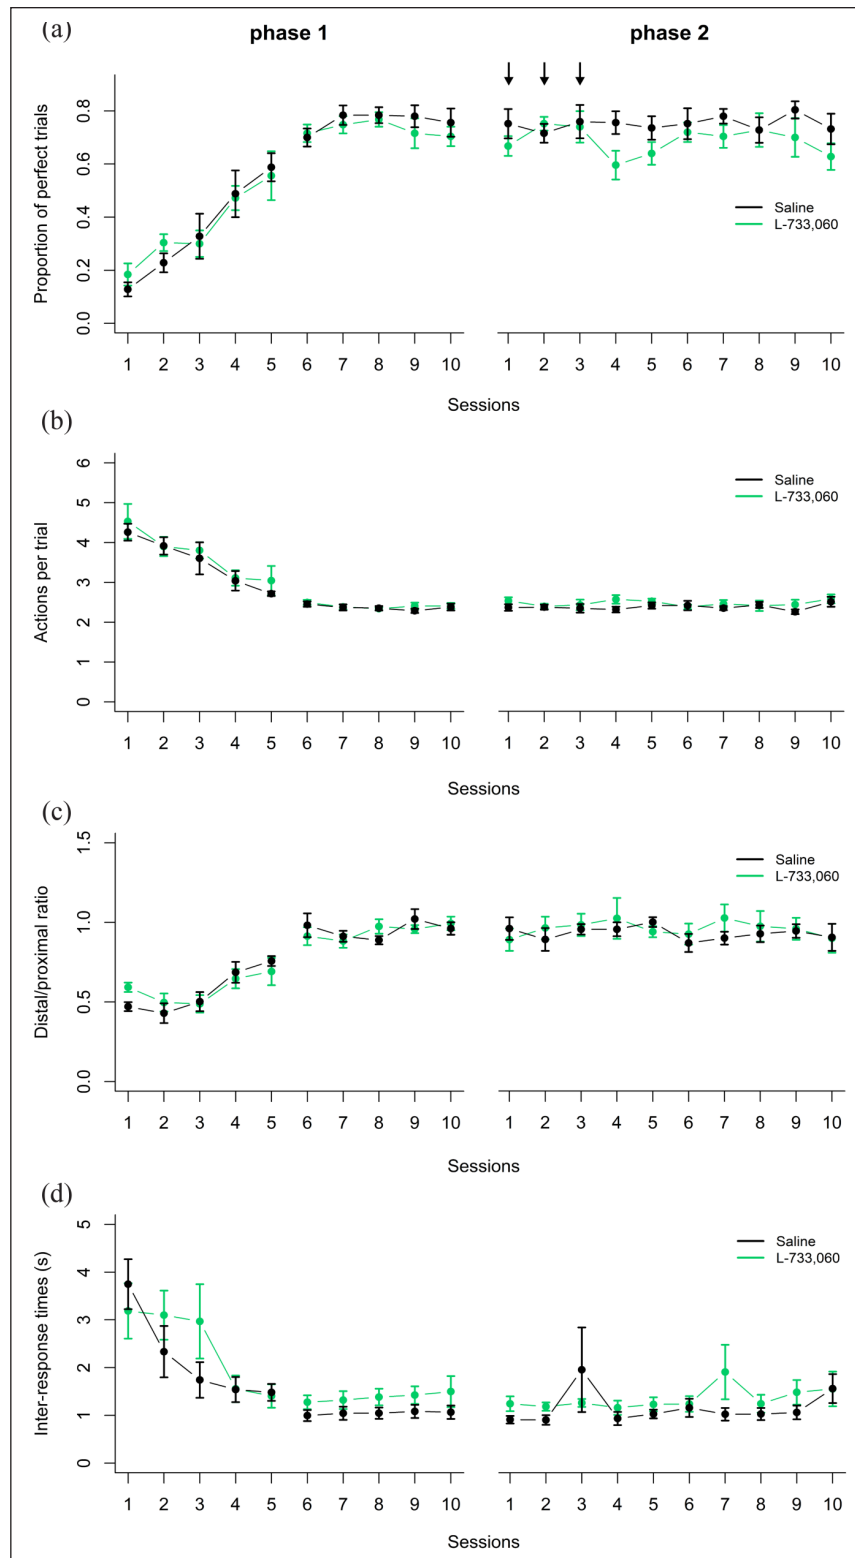 (a)
phase 1
phase 2
Proportion of perfect trials
0.8
0.6
0.4
0.2
0.0
Saline
L-733,060
1 2 3 4 5 6 7 8 9 10
1 2 3 4 5 6 7 8 9 10
Sessions
(b)
Actions per trial
6
5
4
3
2
1
0
Saline
L-733,060
1 2 3 4 5 6 7 8 9 10
1 2 3 4 5 6 7 8 9 10
Sessions
(c)
Distal/proximal ratio
1.5
1.0
0.5
0.0
Saline
L-733,060
1 2 3 4 5 6 7 8 9 10
1 2 3 4 5 6 7 8 9 10
Sessions
(d)
Inter-response times (s)
5
4
3
2
1
0
Saline
L-733,060
1 2 3 4 5 6 7 8 9 10
1 2 3 4 5 6 7 8 9 10
Sessions